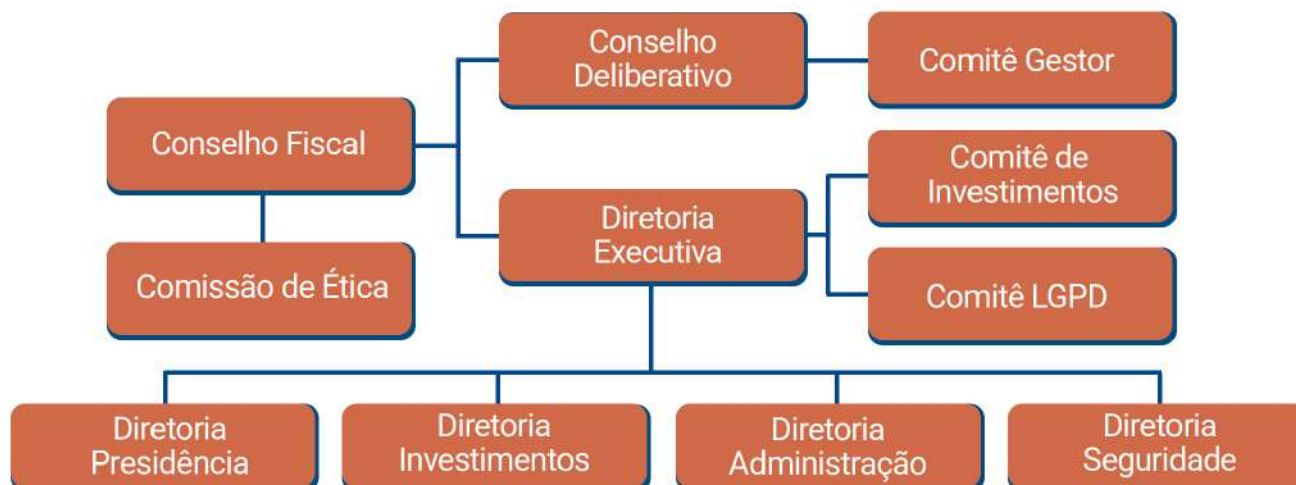 Conselho
Deliberativo
Comitê Gestor
Conselho Fiscal
Comitê de
Investimentos
Diretoria
Executiva
Comissão de Ética
Comitê LGPD
Diretoria
Presidência
Diretoria
Investimentos
Diretoria
Administração
Diretoria
Seguridade